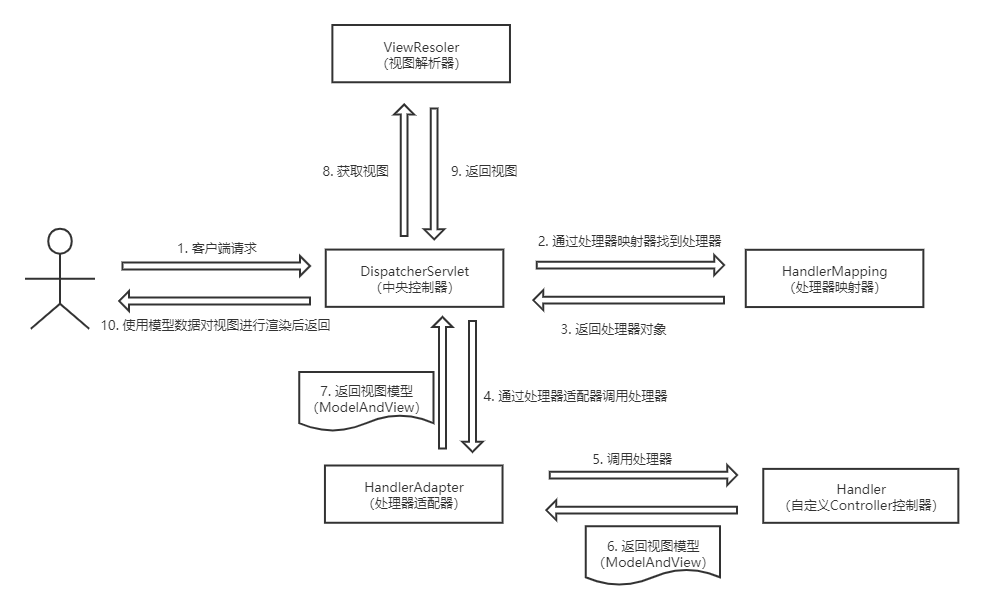 ViewResoler
（视图解析器）
8. 获取视图
9. 返回视图
1. 客户端请求
2. 通过处理器映射器找到处理器
DispatcherServlet
（中央控制器）
HandlerMapping
（处理器映射器）
10. 使用模型数据对视图进行渲染后返回
3. 返回处理器对象
7. 返回视图模型
（ModelAndView）
4. 通过处理器适配器调用处理器
5. 调用处理器
HandlerAdapter
（处理器适配器）
Handler
（自定义Controller控制器）
6. 返回视图模型
（ModelAndView）